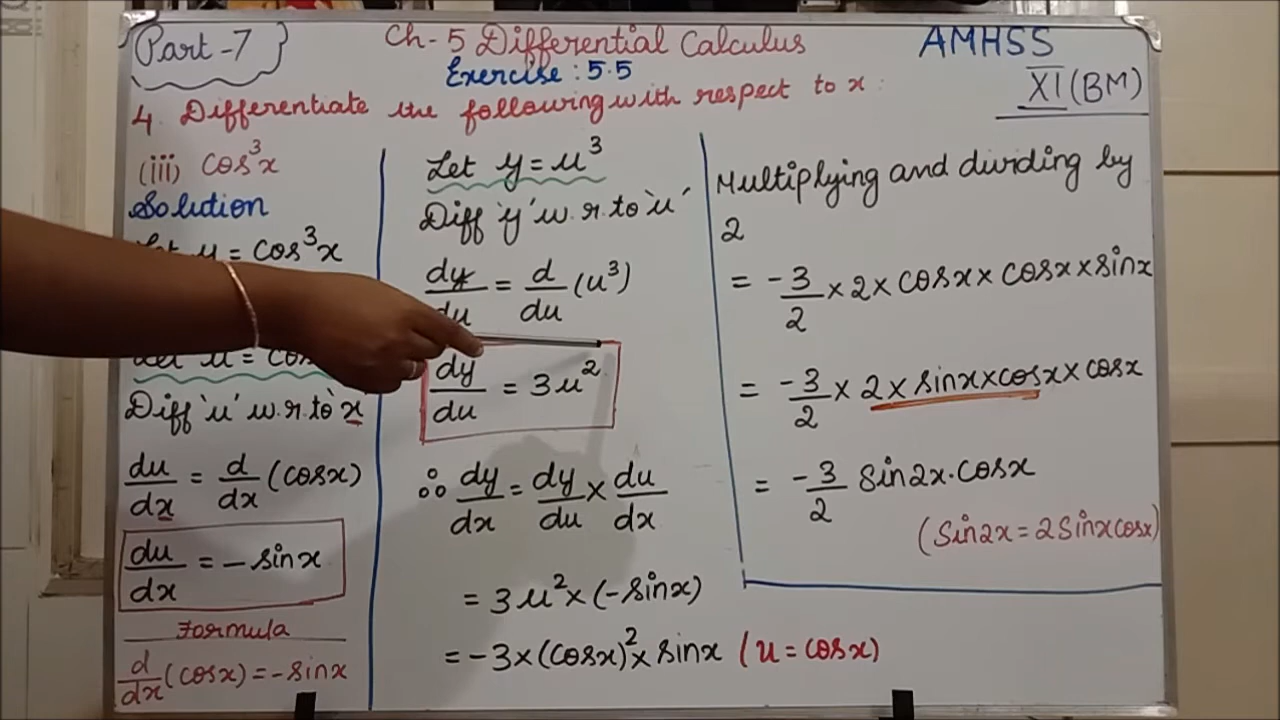 Part -7
Ch- 5 Differential Calculus
Exercise : 5.5
AMHSS
XI (BM)
4. Differentiate the following with respect to x :
(iii) cos³x
Solution
Let y = cos³x
Let u = cos
Diff 'u' w.r.to 'x'
du/dx = d/dx (cosx)
du/dx = - sinx
Formula
d/dx (cosx) = - sinx
Let y = u³
Diff 'y' w.r.to 'u'
dy/du = d/du (u³)
dy/du = 3u²
∴ dy/dx = dy/du × du/dx
= 3u² × (-sinx)
= -3 × (cosx)² × sinx (u = cosx)
Multiplying and dividing by
2
= -3/2 × 2 × cosx × cosx × sinx
= -3/2 × 2 × sinx × cosx × cosx
= -3/2 Sin2x · Cosx
(Sin2x = 2Sinxcosx)